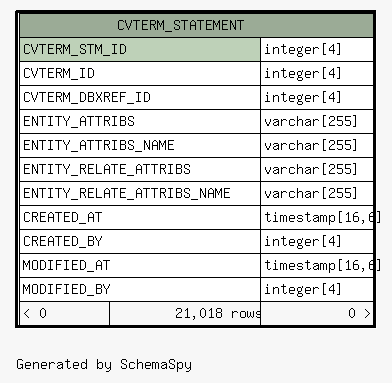 CVTERM_STATEMENT
CVTERM_STM_ID integer[4]
CVTERM_ID integer[4]
CVTERM_DBXREF_ID integer[4]
ENTITY_ATTRIBS varchar[255]
ENTITY_ATTRIBS_NAME varchar[255]
ENTITY_RELATE_ATTRIBS varchar[255]
ENTITY_RELATE_ATTRIBS_NAME varchar[255]
CREATED_AT timestamp[16,6]
CREATED_BY integer[4]
MODIFIED_AT timestamp[16,6]
MODIFIED_BY integer[4]
< 0 21,018 rows 0 >
Generated by SchemaSpy